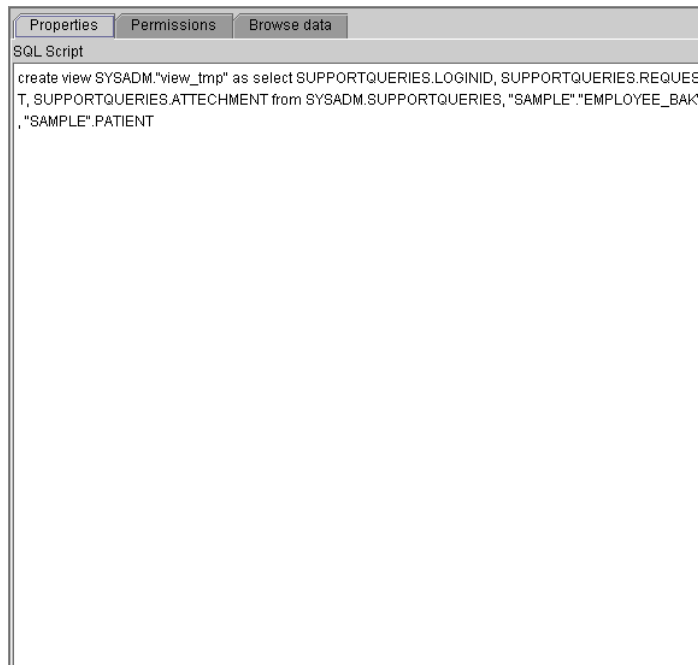 Properties Permissions Browse data
SQL Script
create view SYSADM."view_tmp" as select SUPPORTQUERIES.LOGINID, SUPPORTQUERIES.REQUES
T, SUPPORTQUERIES.ATTECHMENT from SYSADM.SUPPORTQUERIES, "SAMPLE"."EMPLOYEE_BAK
, "SAMPLE".PATIENT